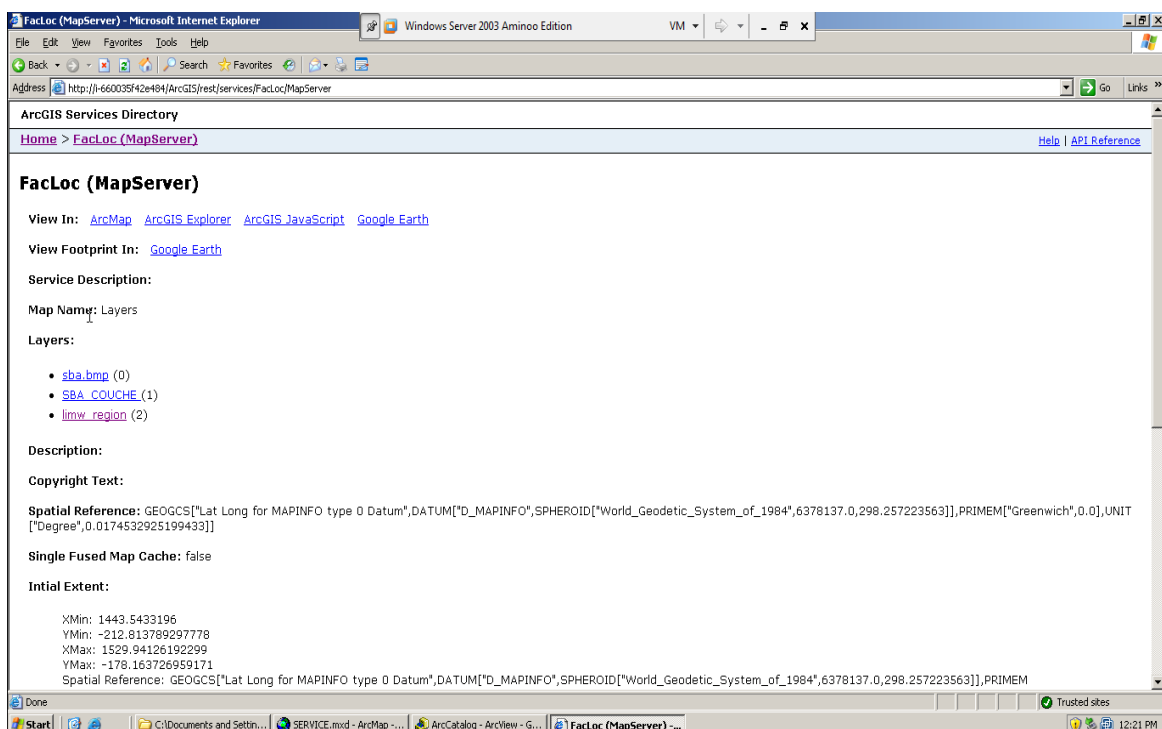 FacLoc (MapServer) - Microsoft Internet Explorer
Windows Server 2003 Aminoo Edition
VM
File Edit View Favorites Tools Help
Back Search Favorites
Address http://i-660035f42e484/ArcGIS/rest/services/FacLoc/MapServer Go Links »
ArcGIS Services Directory
Home > FacLoc (MapServer) Help | API Reference
FacLoc (MapServer)
View In: ArcMap ArcGIS Explorer ArcGIS JavaScript Google Earth
View Footprint In: Google Earth
Service Description:
Map Name: Layers
Layers:
• sba.bmp (0)
• SBA_COUCHE (1)
• limw_region (2)
Description:
Copyright Text:
Spatial Reference: GEOGCS["Lat Long for MAPINFO type 0 Datum",DATUM["D_MAPINFO",SPHEROID["World_Geodetic_System_of_1984",6378137.0,298.257223563]],PRIMEM["Greenwich",0.0],UNIT
["Degree",0.0174532925199433]]
Single Fused Map Cache: false
Intial Extent:
XMin: 1443.5433196
YMin: -212.813789297778
XMax: 1529.94126192299
YMax: -178.163726959171
Spatial Reference: GEOGCS["Lat Long for MAPINFO type 0 Datum",DATUM["D_MAPINFO",SPHEROID["World_Geodetic_System_of_1984",6378137.0,298.257223563]],PRIMEM
Done Trusted sites
Start C:\Documents and Settin... SERVICE.mxd - ArcMap -... ArcCatalog - ArcView - G... FacLoc (MapServer) -... 12:21 PM